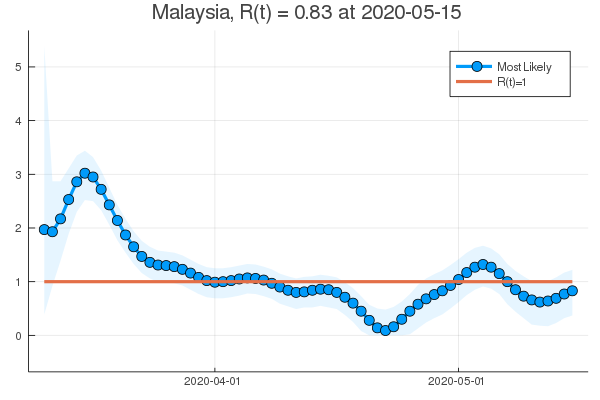 Malaysia, R(t) = 0.83 at 2020-05-15
5
4
3
2
1
0
Most Likely
R(t)=1
2020-04-01
2020-05-01